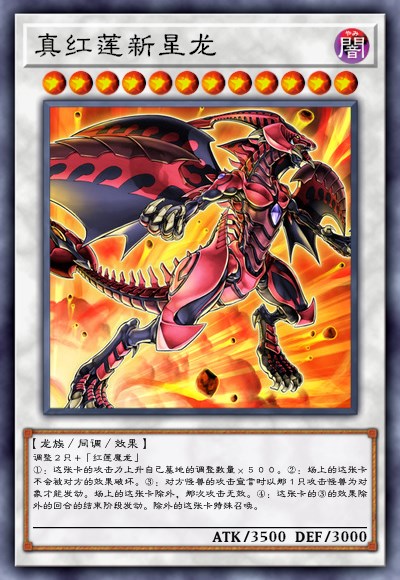 真红莲新星龙
やみ
闇
【龙族/同调/效果】
调整2只+「红莲魔龙」
①:这张卡的攻击力上升自己墓地的调整数量×500。②:场上的这张卡
不会被对方的效果破坏。③:对方怪兽的攻击宣言时以那1只攻击怪兽为对
象才能发动。场上的这张卡除外,那次攻击无效。④:这张卡的③的效果除
外的回合的结束阶段发动。除外的这张卡特殊召唤。
ATK/3500 DEF/3000